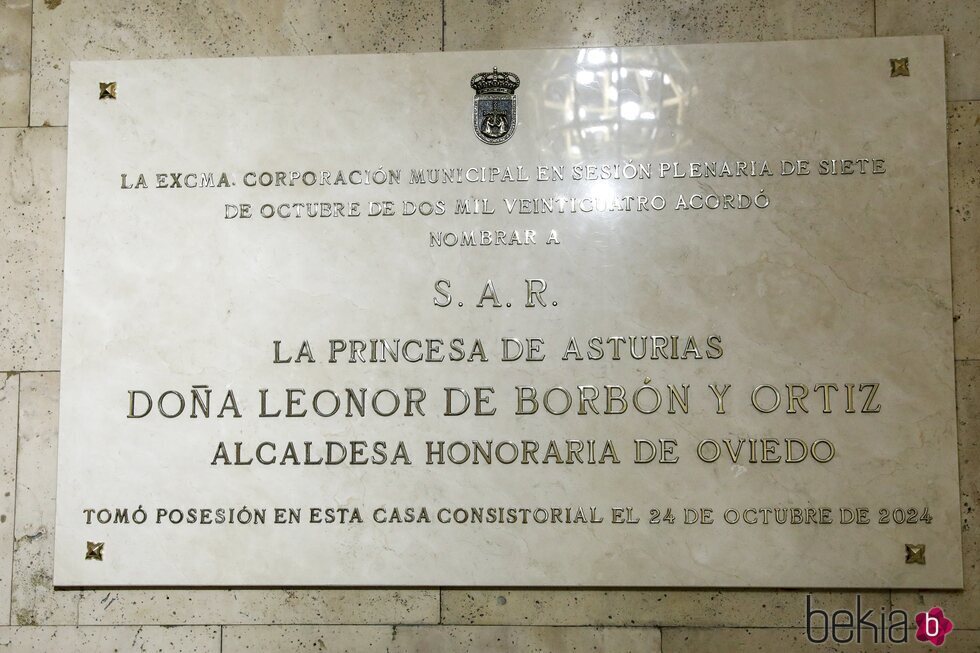 LA EXCMA. CORPORACIÓN MUNICIPAL EN SESIÓN PLENARIA DE SIETE
DE OCTUBRE DE DOS MIL VEINTICUATRO ACORDÓ
NOMBRAR A
S. A. R.
LA PRINCESA DE ASTURIAS
DOÑA LEONOR DE BORBÓN Y ORTIZ
ALCALDESA HONORARIA DE OVIEDO
TOMÓ POSESIÓN EN ESTA CASA CONSISTORIAL EL 24 DE OCTUBRE DE 2024
bekia b